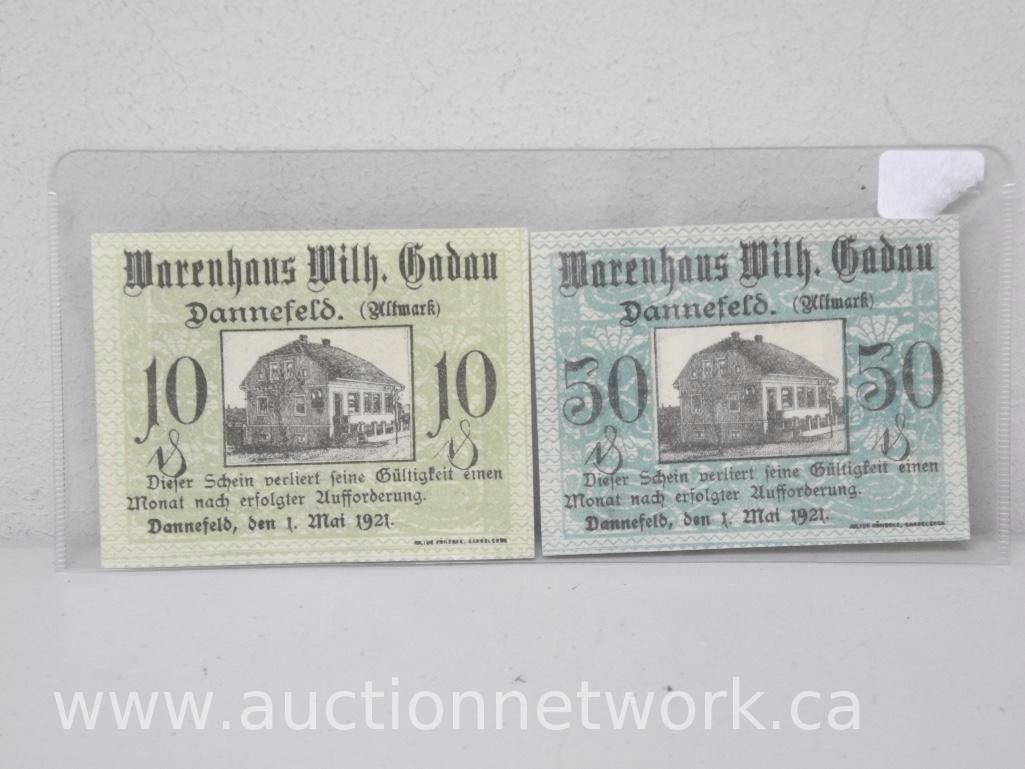 Warenhaus Wilh. Gadau
Dannefeld. (Altmark)
10 10
₰ ₰
Dieser Schein verliert seine Gültigkeit einen
Monat nach erfolgter Aufforderung.
Dannefeld, den 1. Mai 1921.
Warenhaus Wilh. Gadau
Dannefeld. (Altmark)
50 50
₰ ₰
Dieser Schein verliert seine Gültigkeit einen
Monat nach erfolgter Aufforderung.
Dannefeld, den 1. Mai 1921.
www.auctionnetwork.ca